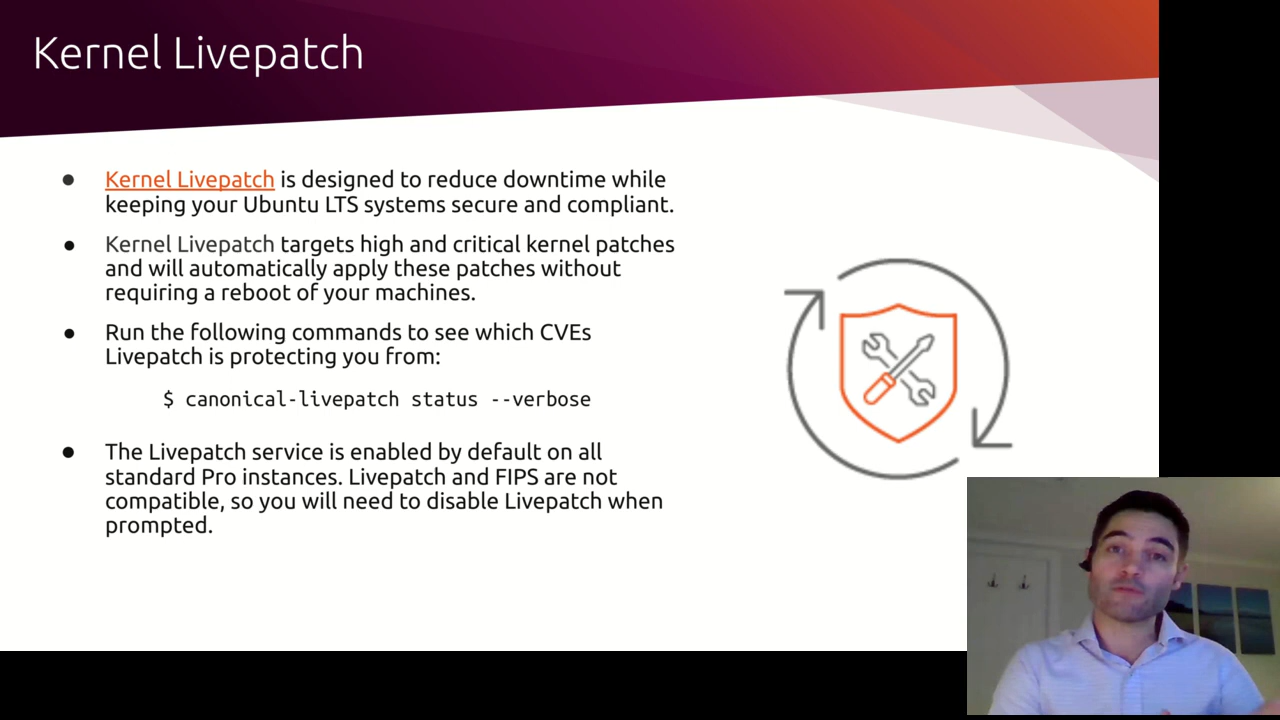 Kernel Livepatch
● Kernel Livepatch is designed to reduce downtime while
keeping your Ubuntu LTS systems secure and compliant.
● Kernel Livepatch targets high and critical kernel patches
and will automatically apply these patches without
requiring a reboot of your machines.
● Run the following commands to see which CVEs
Livepatch is protecting you from:
$ canonical-livepatch status --verbose
● The Livepatch service is enabled by default on all
standard Pro instances. Livepatch and FIPS are not
compatible, so you will need to disable Livepatch when
prompted.